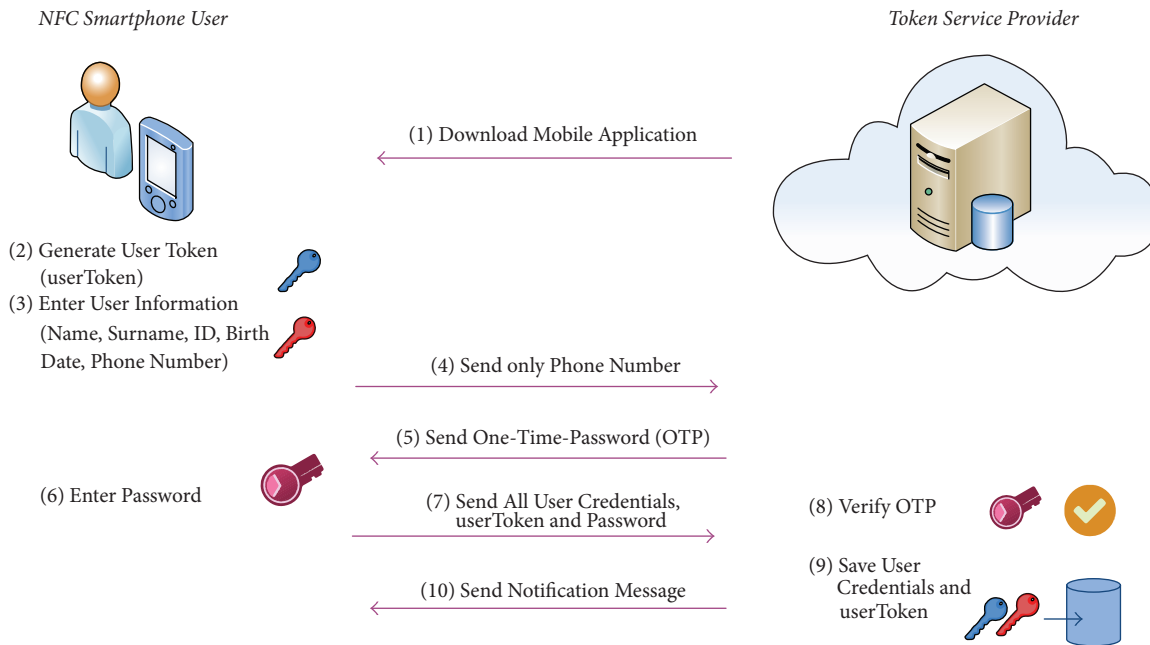 NFC Smartphone User
Token Service Provider
(1) Download Mobile Application
(2) Generate User Token
(userToken)
(3) Enter User Information
(Name, Surname, ID, Birth
Date, Phone Number)
(4) Send only Phone Number
(5) Send One-Time-Password (OTP)
(6) Enter Password
(7) Send All User Credentials,
userToken and Password
(8) Verify OTP
(9) Save User
Credentials and
userToken
(10) Send Notification Message